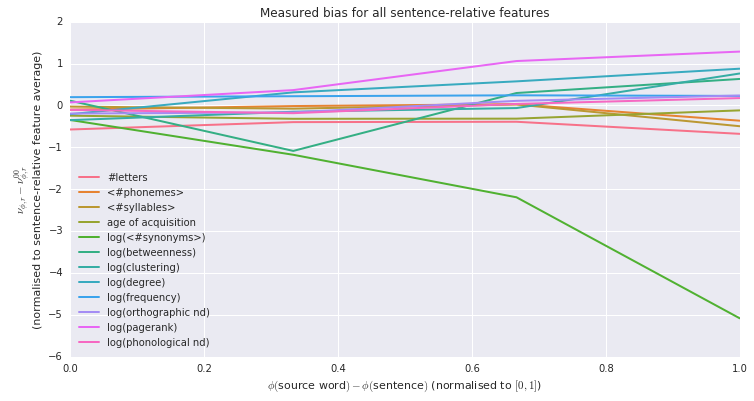 Measured bias for all sentence-relative features
ν_{ϕ,r} − ν^{00}_{ϕ,r}
(normalised to sentence-relative feature average)
2
1
0
−1
−2
−3
−4
−5
−6
#letters
<#phonemes>
<#syllables>
age of acquisition
log(<#synonyms>)
log(betweenness)
log(clustering)
log(degree)
log(frequency)
log(orthographic nd)
log(pagerank)
log(phonological nd)
0.0 0.2 0.4 0.6 0.8 1.0
ϕ(source word) − ϕ(sentence) (normalised to [0, 1])